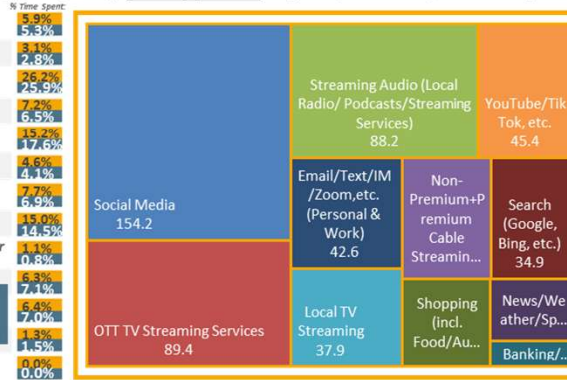 % Time Spent:
5.9%
5.3%
3.1%
2.8%
26.2%
25.9%
7.2%
6.5%
15.2%
17.6%
4.6%
4.1%
7.7%
6.9%
15.0%
14.5%
r
1.1%
0.8%
6.3%
7.1%
6.4%
7.0%
1.3%
1.5%
0.0%
0.0%
Social Media
154.2
OTT TV Streaming Services
89.4
Streaming Audio (Local
Radio/ Podcasts/Streaming
Services)
88.2
YouTube/Tik
Tok, etc.
45.4
Email/Text/IM
/Zoom,etc.
(Personal &
Work)
42.6
Non-
Premium+P
remium
Cable
Streamin...
Search
(Google,
Bing, etc.)
34.9
Local TV
Streaming
37.9
Shopping
(incl.
Food/Au...
News/We
ather/Sp...
Banking/...